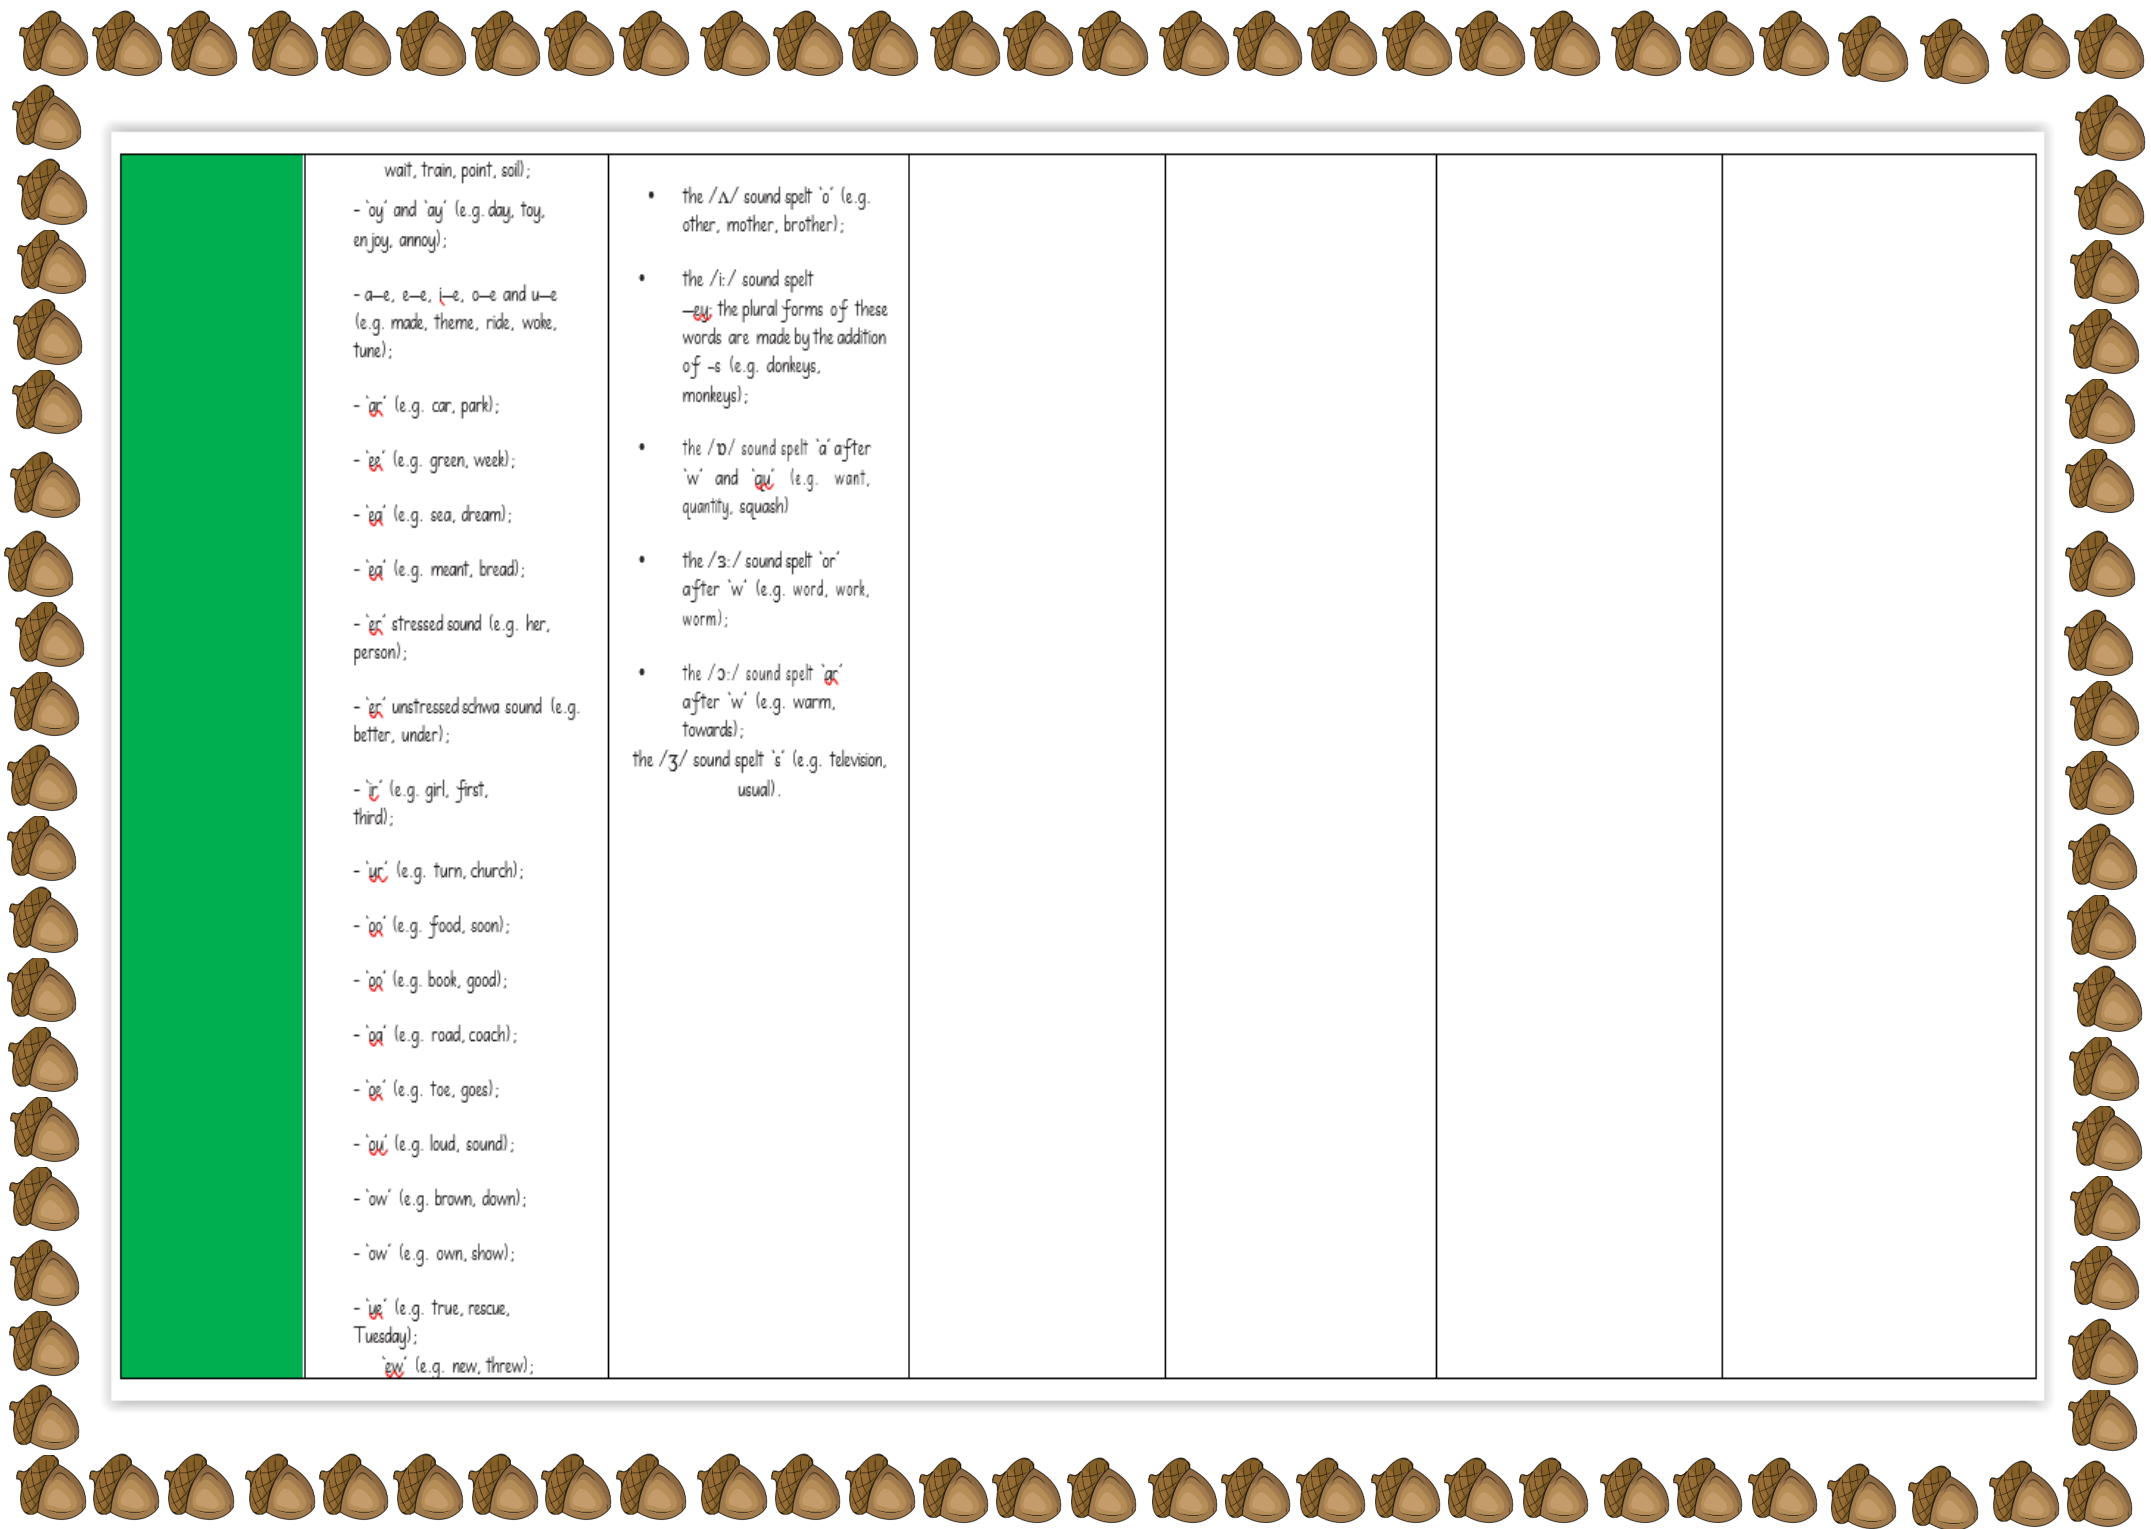 wait, train, point, soil);
- `oy´ and `ay´ (e.g. day, toy,
enjoy, annoy);
- a—e, e—e, i—e, o—e and u—e
(e.g. made, theme, ride, woke,
tune);
- `ar´ (e.g. car, park);
- `ee´ (e.g. green, week);
- `ea´ (e.g. sea, dream);
- `ea´ (e.g. meant, bread);
- `er´ stressed sound (e.g. her,
person);
- `er´ unstressed schwa sound (e.g.
better, under);
- `ir´ (e.g. girl, first,
third);
- `ur´ (e.g. turn, church);
- `oo´ (e.g. food, soon);
- `oo´ (e.g. book, good);
- `oa´ (e.g. road, coach);
- `oe´ (e.g. toe, goes);
- `ou´ (e.g. loud, sound);
- `ow´ (e.g. brown, down);
- `ow´ (e.g. own, show);
- `ue´ (e.g. true, rescue,
Tuesday);
`ew´ (e.g. new, threw);
• the /ʌ/ sound spelt `o´ (e.g.
other, mother, brother);
• the /i:/ sound spelt
—ey; the plural forms of these
words are made by the addition
of -s (e.g. donkeys,
monkeys);
• the /ɒ/ sound spelt `a´ after
`w´ and `qu´ (e.g. want,
quantity, squash)
• the /ɜ:/ sound spelt `or´
after `w´ (e.g. word, work,
worm);
• the /ɔ:/ sound spelt `ar´
after `w´ (e.g. warm,
towards);
the /ʒ/ sound spelt `s´ (e.g. television,
usual).